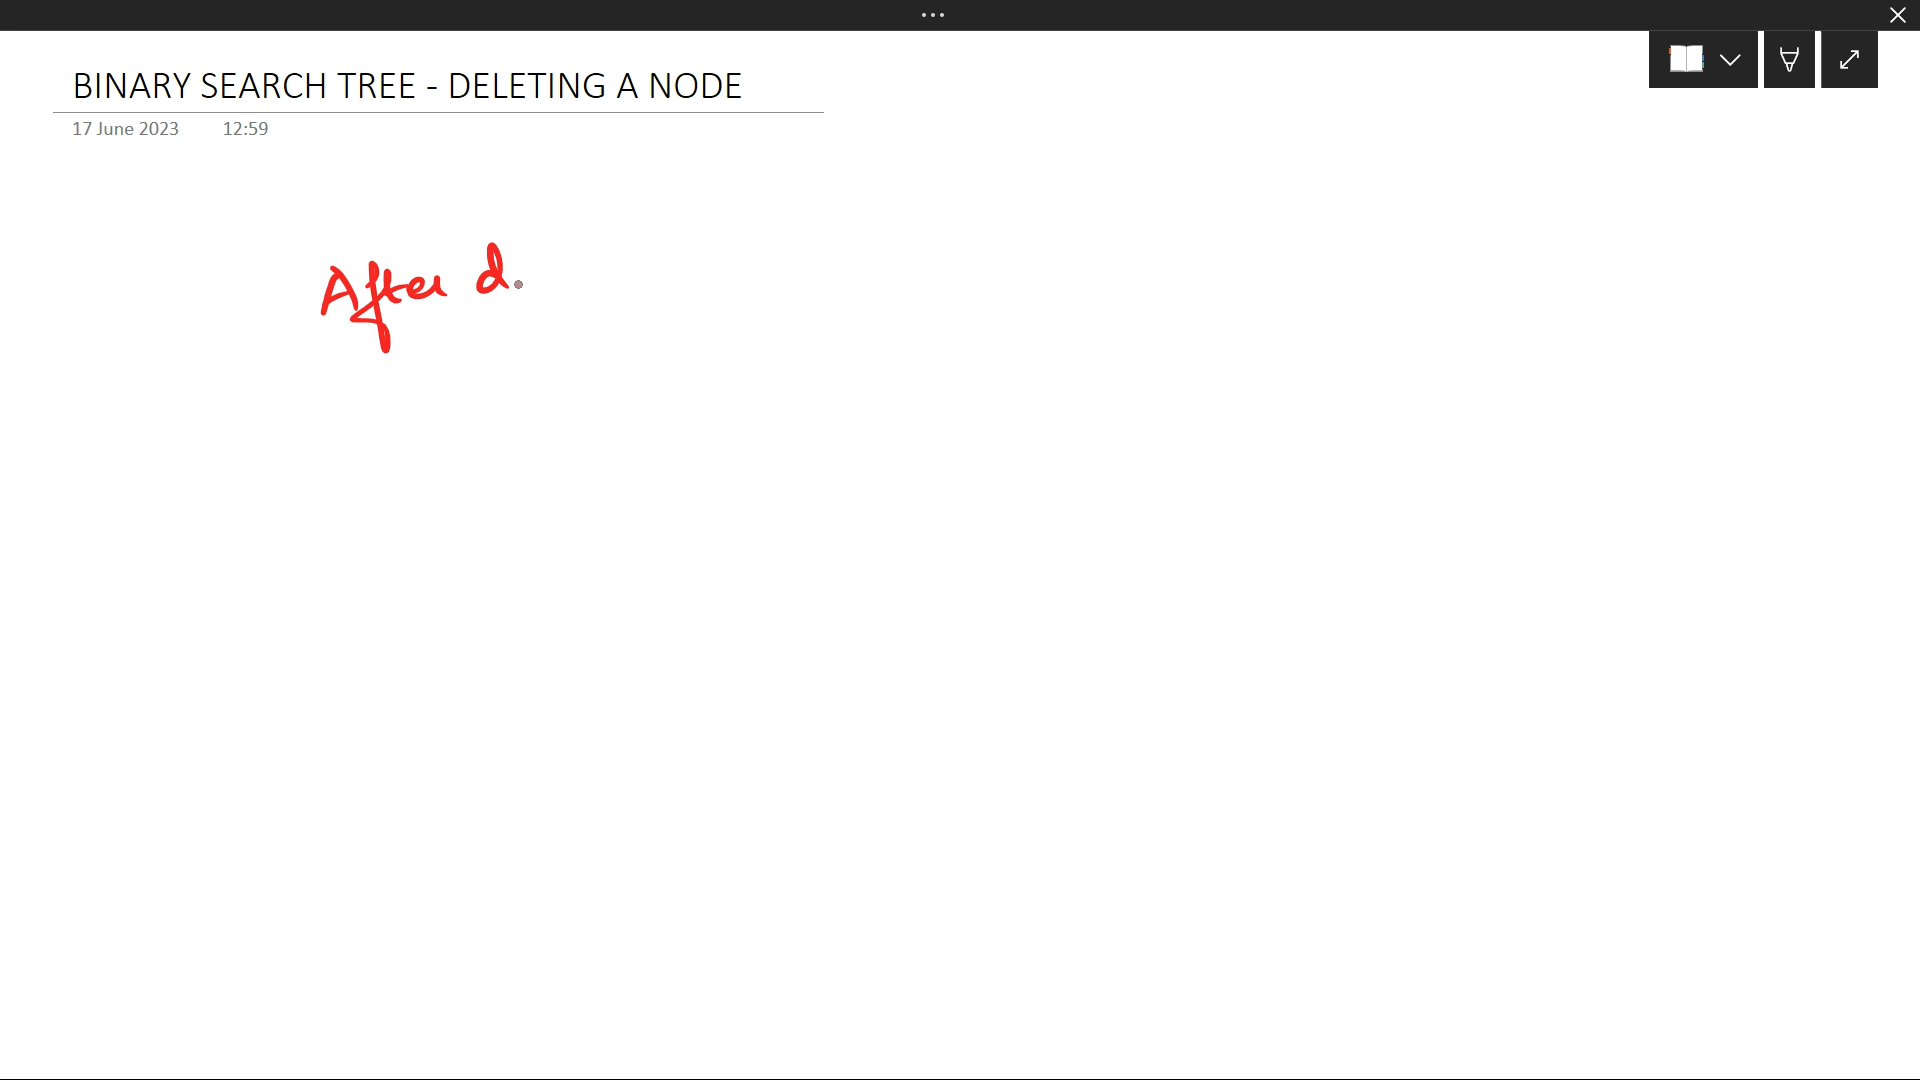 BINARY SEARCH TREE - DELETING A NODE
17 June 2023 12:59
After d